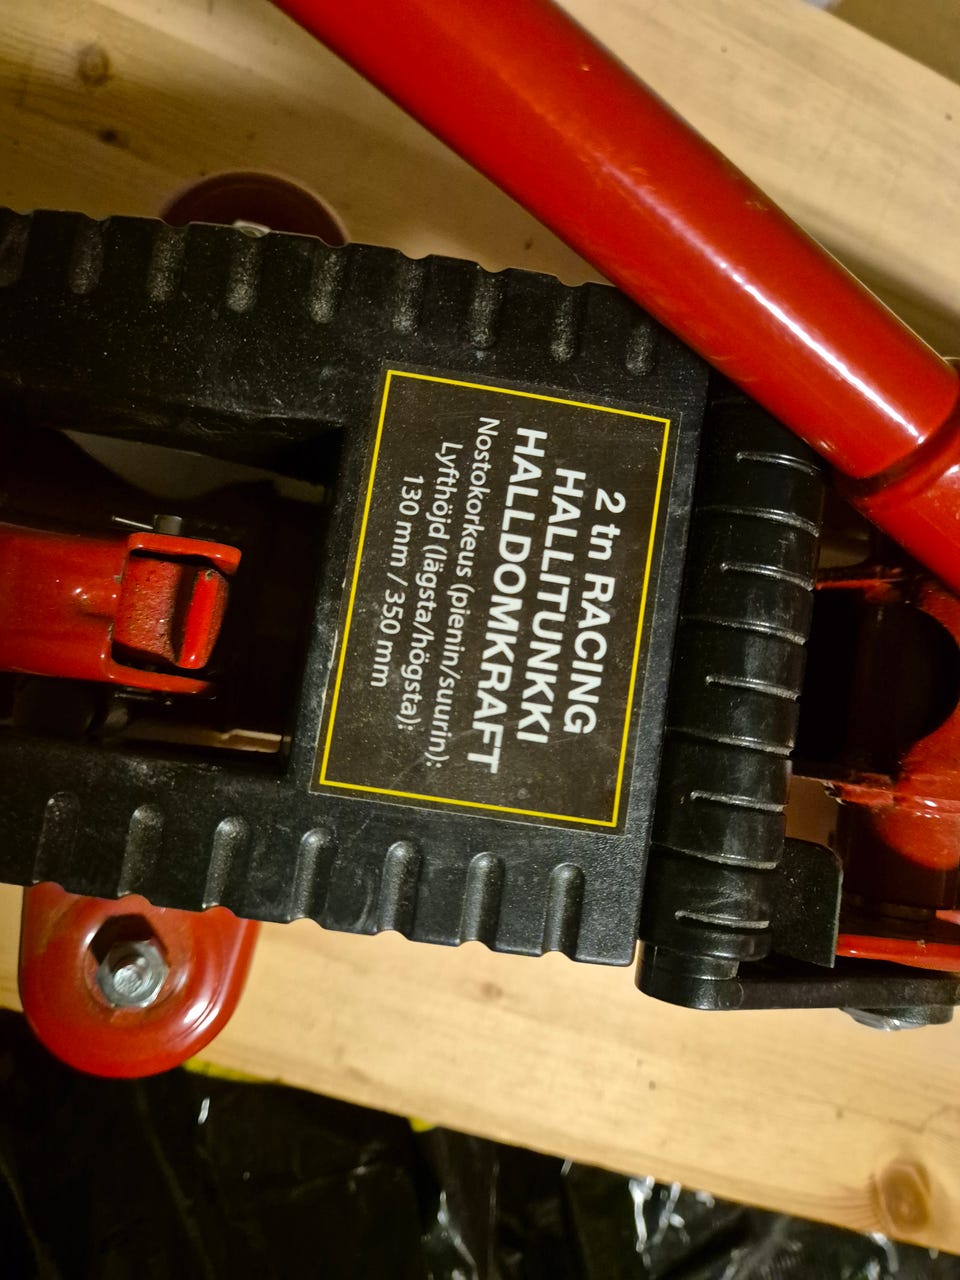 2 tn RACING
HALLITUNKKI
HALLDOMKRAFT
Nostokorkeus (pienin/suurin):
Lyfthöjd (lägsta/högsta):
130 mm / 350 mm